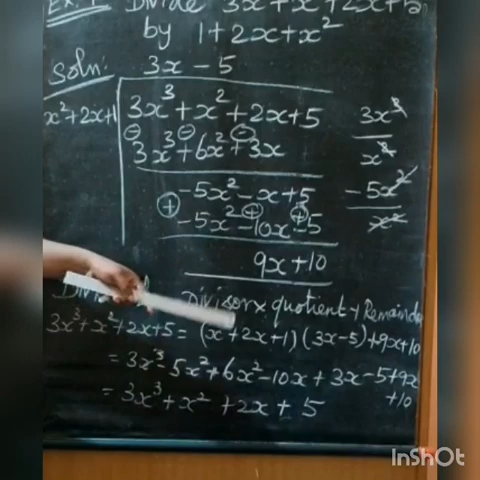 Ex. 1 Divide 3x³+x²+2x+5
by 1+2x+x²
Soln: 3x - 5
x²+2x+1 3x³+x²+2x+5 3x³
⊖ ⊖ ⊖ x²
3x³+6x²+3x
-5x²-x+5 -5x²
⊕ ⊕ ⊕ x²
-5x²-10x-5
9x+10
Divisor x quotient + Remainder
3x³+x²+2x+5 = (x+2x+1) (3x-5)+9x+10
= 3x³-5x²+6x²-10x+3x-5+9x
+10
= 3x³+x²+2x+5
InShOt